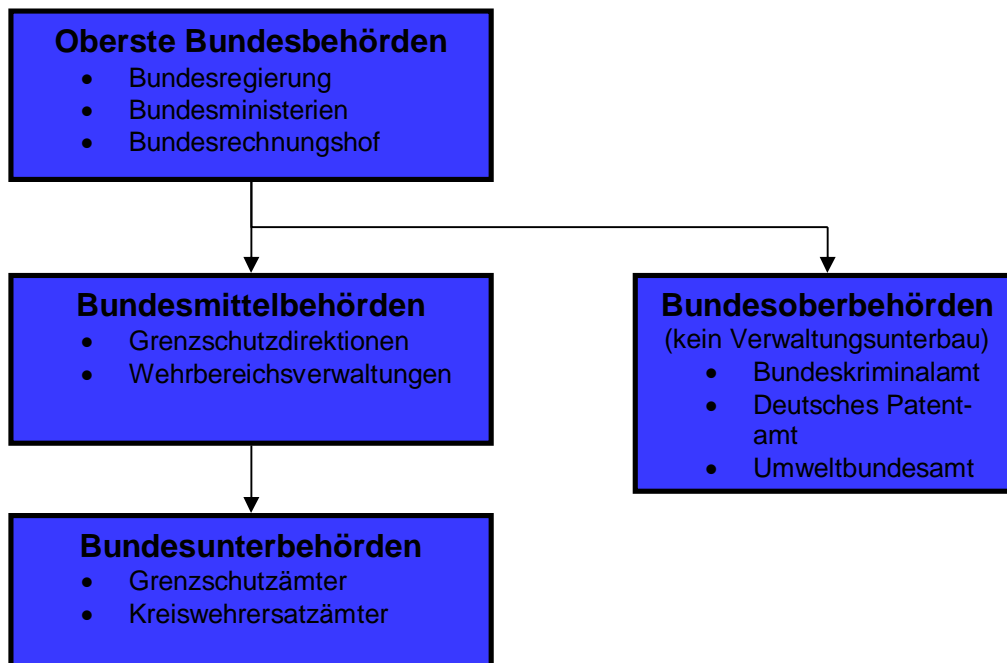 Oberste Bundesbehörden
• Bundesregierung
• Bundesministerien
• Bundesrechnungshof
Bundesmittelbehörden
• Grenzschutzdirektionen
• Wehrbereichsverwaltungen
Bundesoberbehörden
(kein Verwaltungsunterbau)
• Bundeskriminalamt
• Deutsches Patent-
amt
• Umweltbundesamt
Bundesunterbehörden
• Grenzschutzämter
• Kreiswehrersatzämter